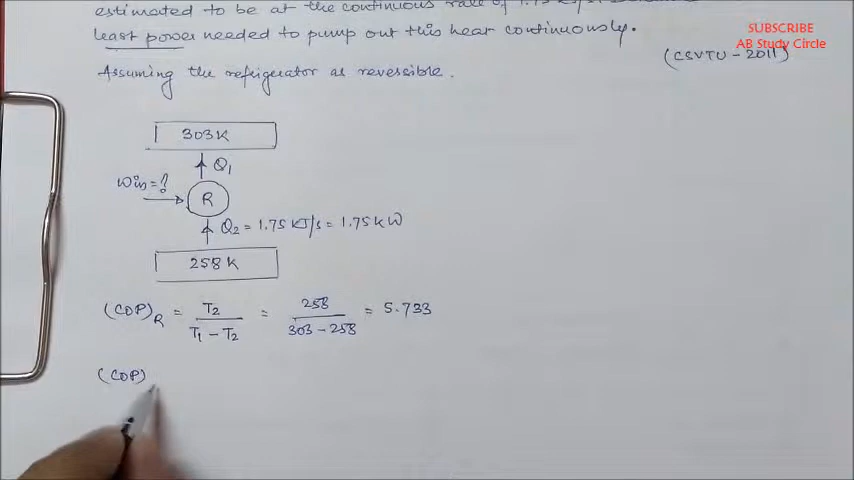 estimated to be at the continuous rate of 1.75
least power needed to pump out this heat continuously.
SUBSCRIBE
AB Study Circle
(CSVTU - 2011)
Assuming the refrigerator as reversible.
303K
Q1
Win = ?
R
Q2 = 1.75 KJ/s = 1.75 KW
258 K
(COP)R = T2 / T1 - T2 = 258 / 303 - 258 = 5.733
(COP)